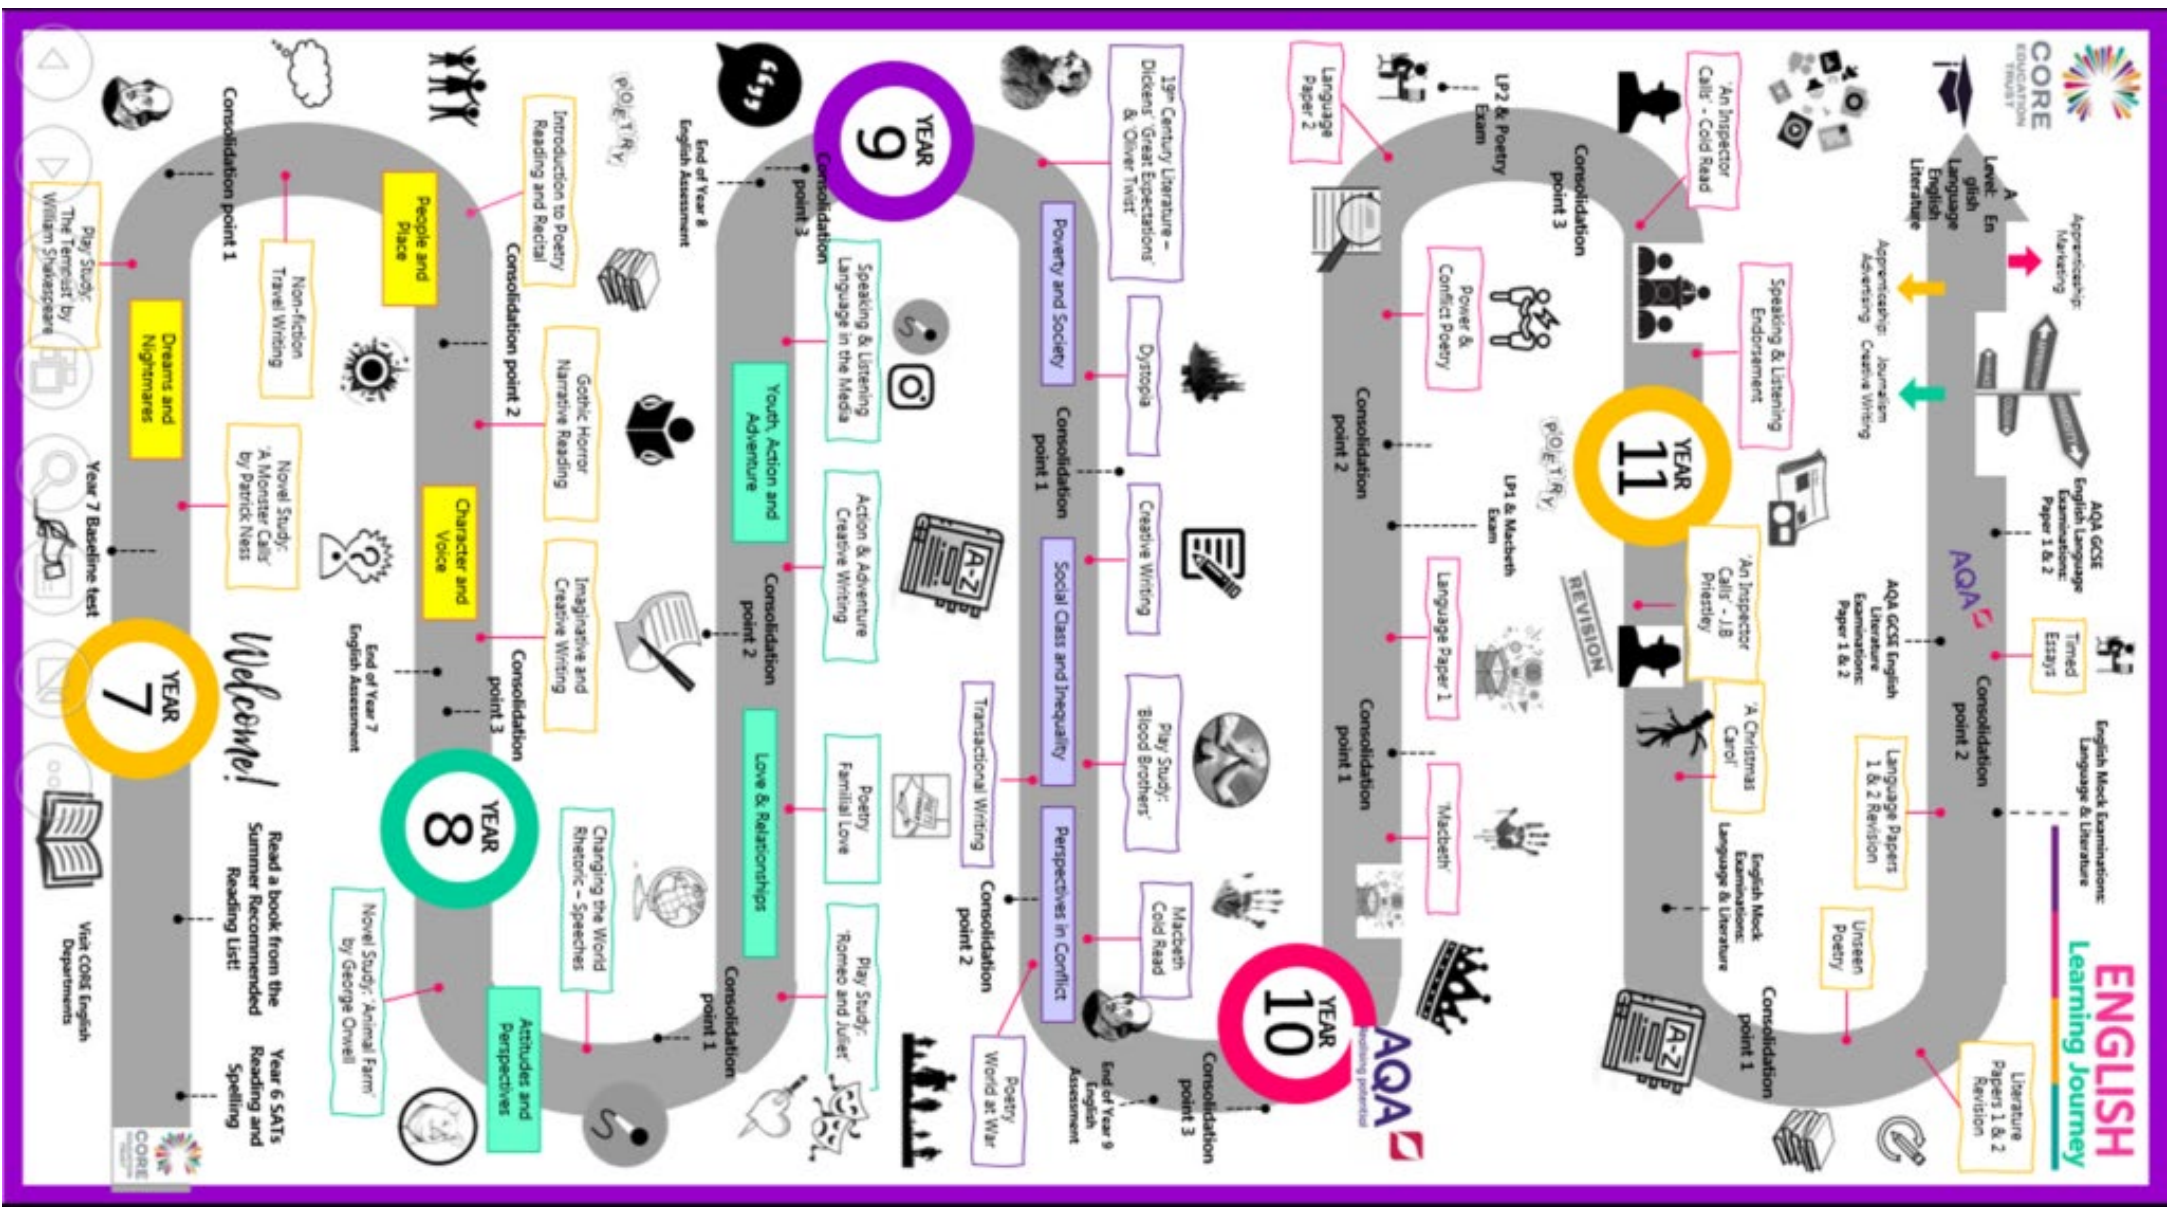 ENGLISH
Learning Journey
CORE
EDUCATION
TRUST
A
Level: En
glish
Language
English
Literature
Apprenticeship:
Marketing
Apprenticeship:
Advertising
Journalism
Creative Writing
AQA GCSE
English Language
Examinations:
Paper 1 & 2
AQA
AQA GCSE English
Literature
Examinations:
Paper 1 & 2
Timed
Essays
Consolidation
point 2
English Mock Examinations:
Language & Literature
Language Papers
1 & 2 Revision
Unseen
Poetry
Literature
Papers 1 & 2
Revision
Consolidation
point 1
A-Z
English Mock
Examinations:
Language & Literature
'A Christmas
Carol'
'An Inspector
Calls' - J.B
Priestley
REVISION
YEAR
11
Speaking & Listening
Endorsement
'An Inspector
Calls' - Cold Read
Consolidation
point 3
LP2 & Poetry
Exam
Language
Paper 2
Power &
Conflict Poetry
POETRY
Consolidation
point 2
LP1 & Macbeth
Exam
Language Paper 1
Consolidation
point 1
'Macbeth'
AQA
Realising potential
YEAR
10
Consolidation
point 3
End of Year 9
English
Assessment
Poetry
World at War
Macbeth
Cold Read
Perspectives in Conflict
Consolidation
point 2
Transactional Writing
Play Study:
'Blood Brothers'
Social Class and Inequality
Creative Writing
Consolidation
point 1
Dystopia
Poverty and Society
19th Century Literature –
Dickens' 'Great Expectations'
& 'Oliver Twist'
YEAR
9
Consolidation
point 3
End of Year 8
English Assessment
Speaking & Listening
Language in the Media
Youth, Action and
Adventure
Action & Adventure
Creative Writing
A-Z
Consolidation
point 2
Love & Relationships
Poetry
Familial Love
Play Study:
'Romeo and Juliet'
Consolidation
point 1
Changing the World
Rhetoric – Speeches
Attitudes and
Perspectives
Novel Study: 'Animal Farm'
by George Orwell
YEAR
8
Consolidation
point 3
End of Year 7
English Assessment
Imaginative and
Creative Writing
Character and
Voice
Gothic Horror
Narrative Reading
Consolidation point 2
Introduction to Poetry
Reading and Recital
POETRY
People and
Place
Non-fiction
Travel Writing
Consolidation point 1
Play Study:
'The Tempest' by
William Shakespeare
Dreams and
Nightmares
Novel Study:
'A Monster Calls'
by Patrick Ness
Year 7 Baseline test
YEAR
7
Welcome!
Read a book from the
Summer Recommended
Reading List!
Visit CORE English
Departments
Year 6 SATs
Reading and
Spelling
CORE